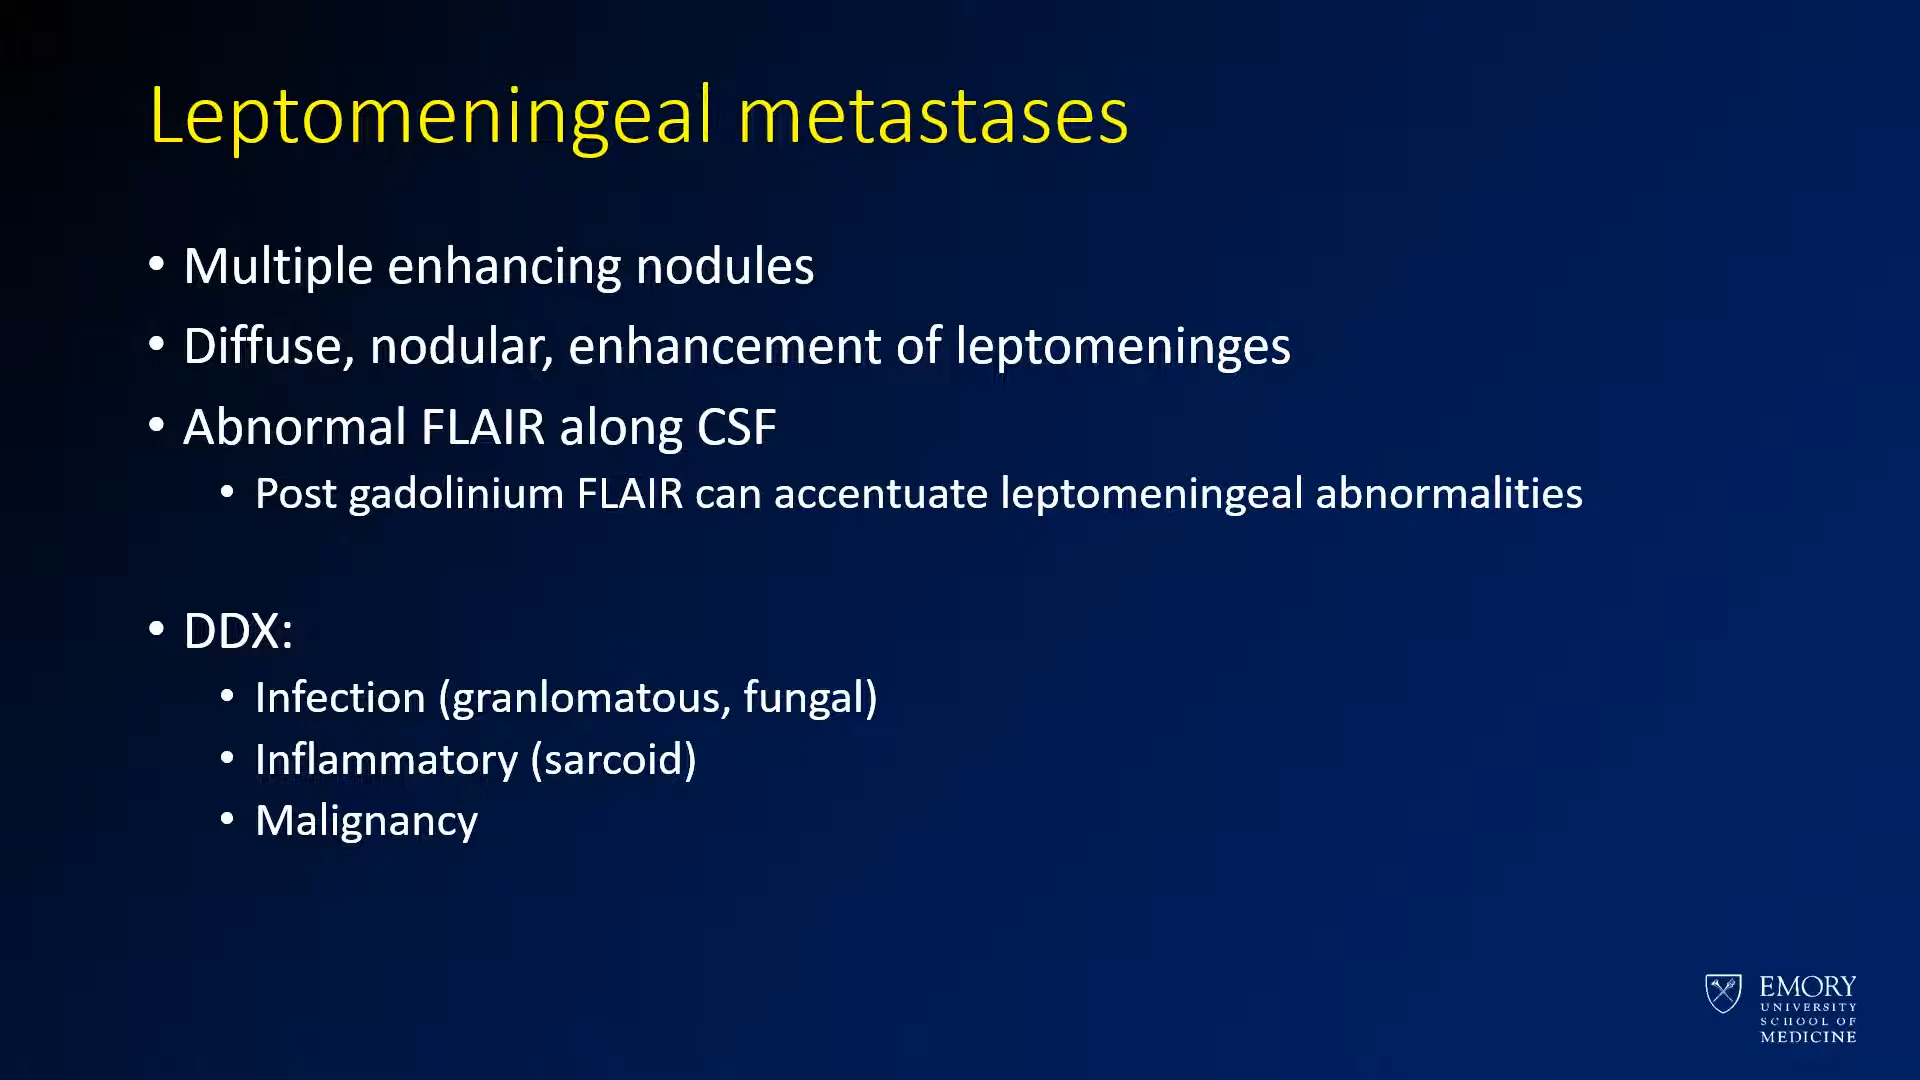 Leptomeningeal metastases
• Multiple enhancing nodules
• Diffuse, nodular, enhancement of leptomeninges
• Abnormal FLAIR along CSF
• Post gadolinium FLAIR can accentuate leptomeningeal abnormalities
• DDX:
• Infection (granlomatous, fungal)
• Inflammatory (sarcoid)
• Malignancy
EMORY
UNIVERSITY
SCHOOL OF
MEDICINE